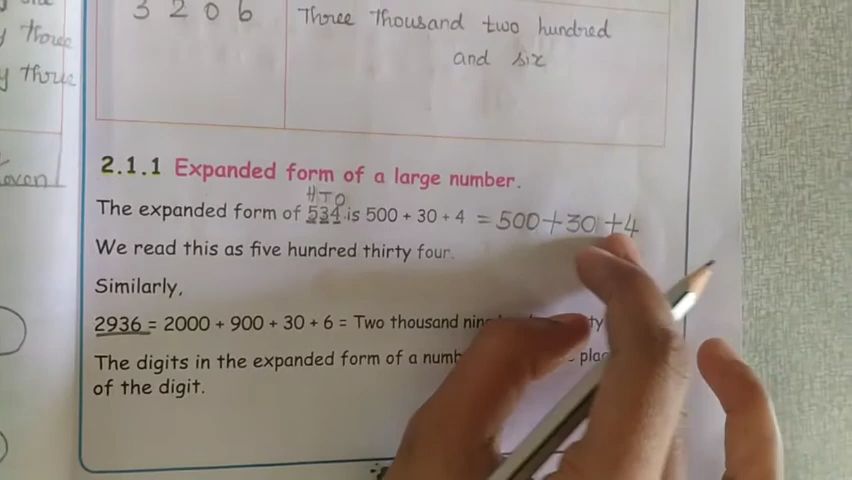 y three
3 2 0 6
Three Thousand two hundred
and six
y three
2.1.1 Expanded form of a large number.
H T O
The expanded form of 534 is 500 + 30 + 4 = 500+30+4
We read this as five hundred thirty four.
Similarly,
2936 = 2000 + 900 + 30 + 6 = Two thousand
The digits in the expanded form of a
of the digit.